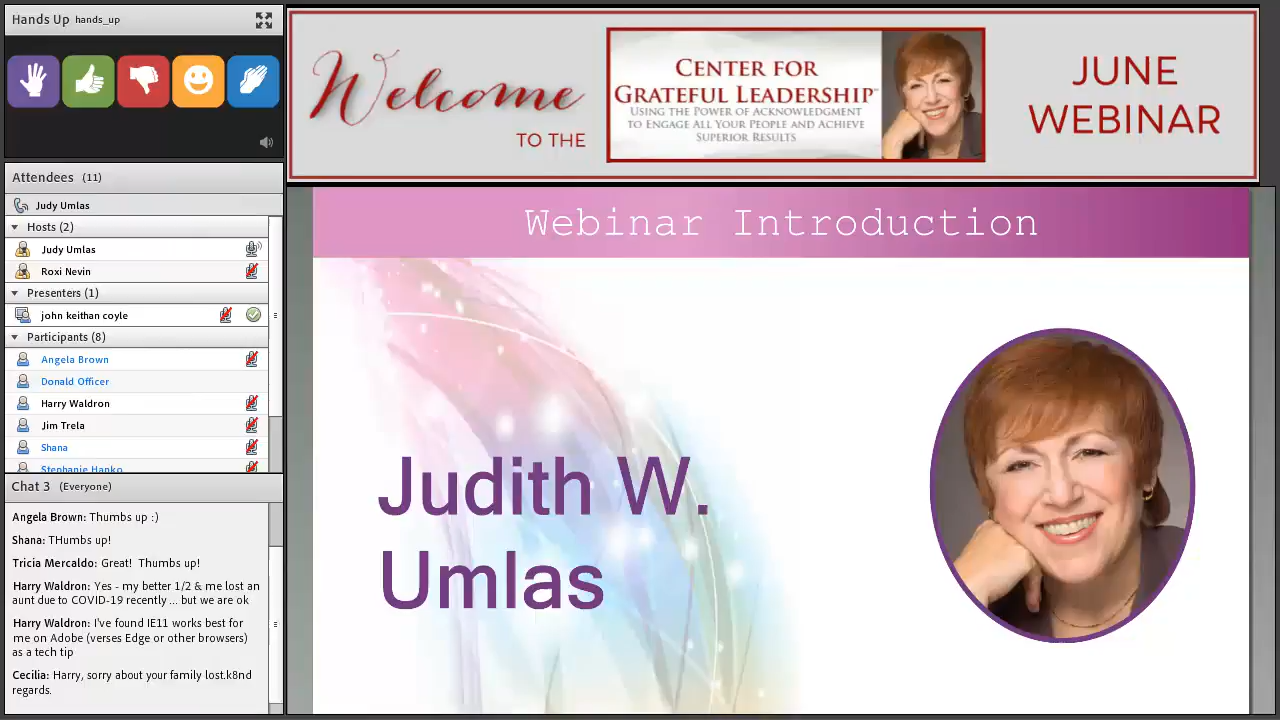 Hands Up hands_up
Attendees (11)
Judy Umlas
Hosts (2)
Judy Umlas
Roxi Nevin
Presenters (1)
john keithan coyle
Participants (8)
Angela Brown
Donald Officer
Harry Waldron
Jim Trela
Shana
Stephanie Hanko
Chat 3 (Everyone)
Angela Brown: Thumbs up :)
Shana: THumbs up!
Tricia Mercaldo: Great! Thumbs up!
Harry Waldron: Yes - my better 1/2 & me lost an
aunt due to COVID-19 recently ... but we are ok
Harry Waldron: I've found IE11 works best for
me on Adobe (verses Edge or other browsers)
as a tech tip
Cecilia: Harry, sorry about your family lost.k8nd
regards.
Welcome
TO THE
CENTER FOR
GRATEFUL LEADERSHIP™
USING THE POWER OF ACKNOWLEDGMENT
TO ENGAGE ALL YOUR PEOPLE AND ACHIEVE
SUPERIOR RESULTS
JUNE
WEBINAR
Webinar Introduction
Judith W.
Umlas